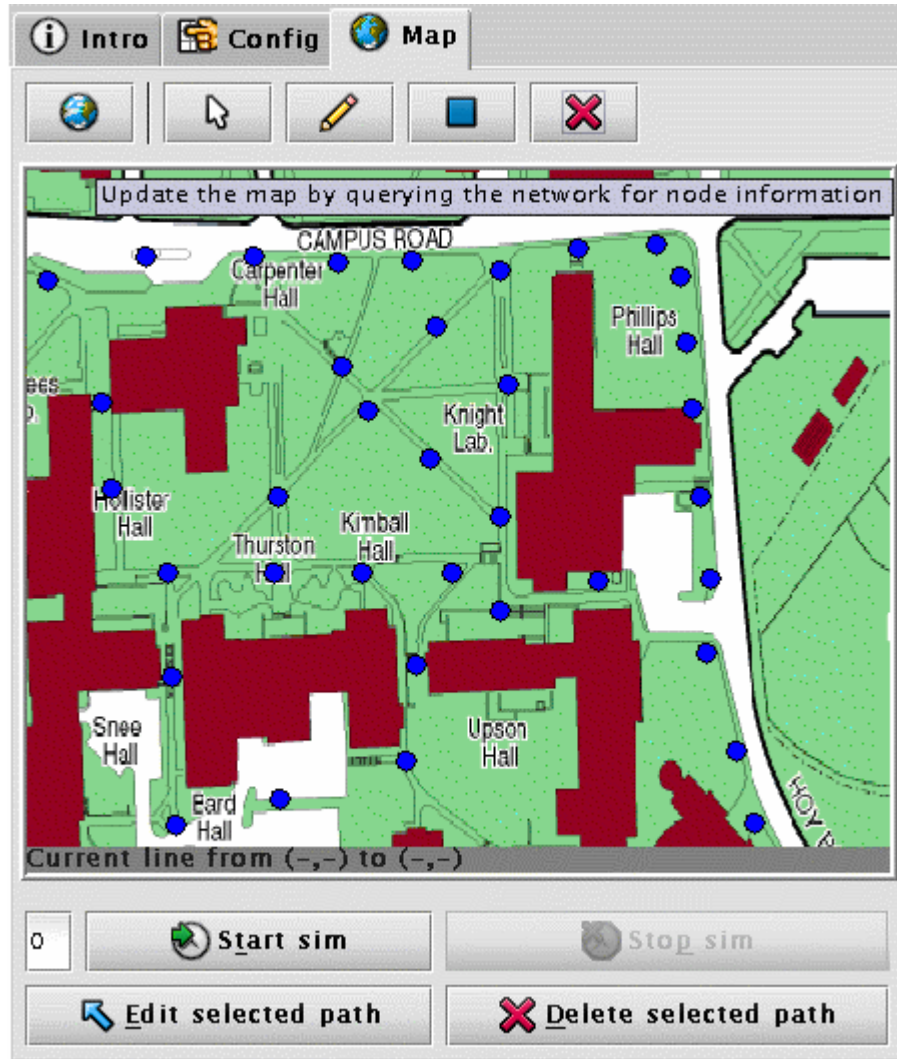 Intro
Config
Map
Update the map by querying the network for node information
CAMPUS ROAD
Carpenter
Hall
Phillips
Hall
ees
Knight
Lab.
Hollister
Hall
Kimball
Hall
Thurston
Hall
Snee
Hall
Upson
Hall
Bard
Hall
HOY
Current line from (-,-) to (-,-)
0
Start sim
Stop sim
Edit selected path
Delete selected path